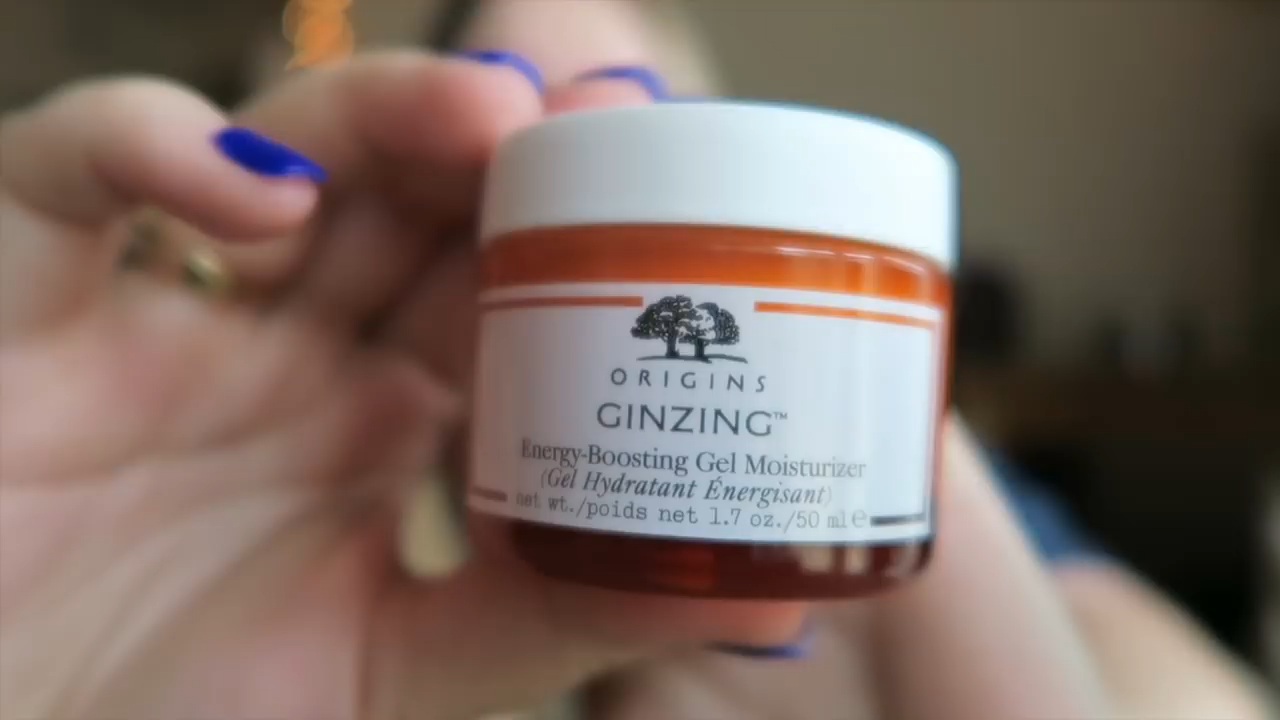 ORIGINS
GINZING™
Energy-Boosting Gel Moisturizer
(Gel Hydratant Énergisant)
net wt./poids net 1.7 oz./50 ml ℮